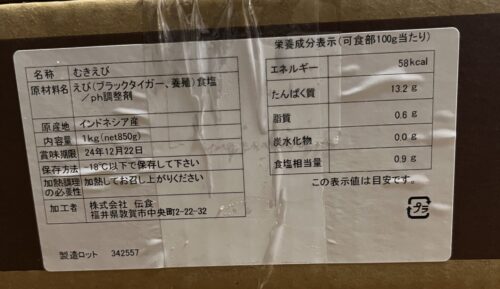 名称 むきえび
原材料名 えび(ブラックタイガー、養殖)食塩
／ph調整剤
原産地 インドネシア産
内容量 1kg(net850g)
賞味期限 24年12月22日
保存方法 -18℃以下で保存して下さい
加熱調理の必要性 加熱してお召し上がりください
加工者 株式会社 伝食
福井県敦賀市中央町2-22-32
製造ロット 342557
栄養成分表示(可食部100g当たり)
エネルギー 58kcal
たんぱく質 13.2 g
脂質 0.6 g
炭水化物 0.0 g
食塩相当量 0.9 g
この表示値は目安です。
プラ